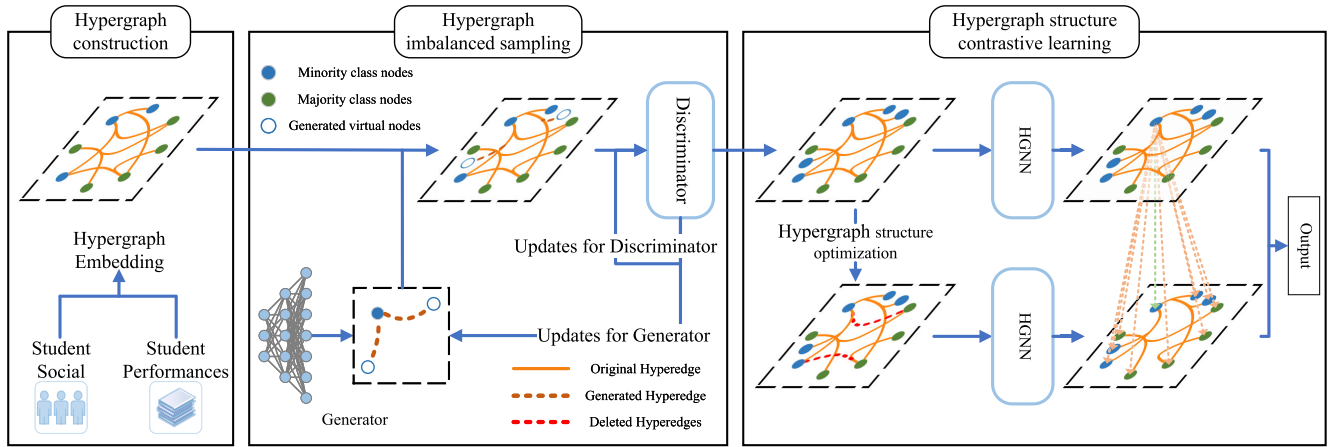 Hypergraph
construction
Hypergraph
Embedding
Student
Social
Student
Performances
Hypergraph
imbalanced sampling
Minority class nodes
Majority class nodes
Generated virtual nodes
Discriminator
Updates for Discriminator
Updates for Generator
Generator
Original Hyperedge
Generated Hyperedge
Deleted Hyperedges
Hypergraph structure
contrastive learning
HGNN
Hypergraph structure
optimization
HGNN
Output